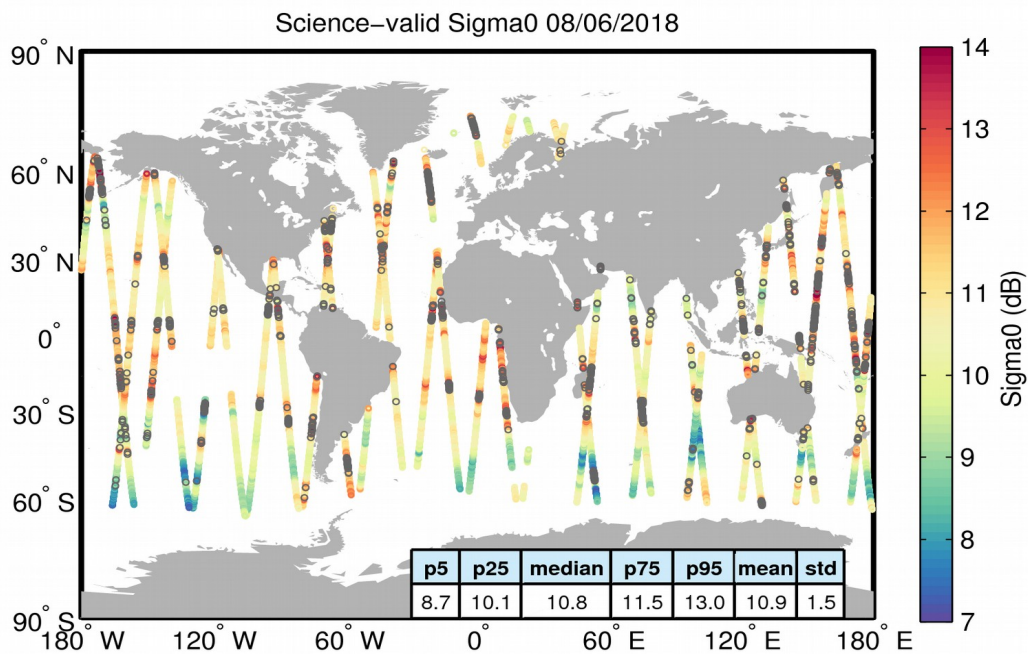 Science−valid Sigma0 08/06/2018
90° N
60° N
30° N
0°
30° S
60° S
90° S
180° W
120° W
60° W
0°
60° E
120° E
180° E
p5 p25 median p75 p95 mean std
8.7 10.1 10.8 11.5 13.0 10.9 1.5
14
13
12
11
10
9
8
7
Sigma0 (dB)